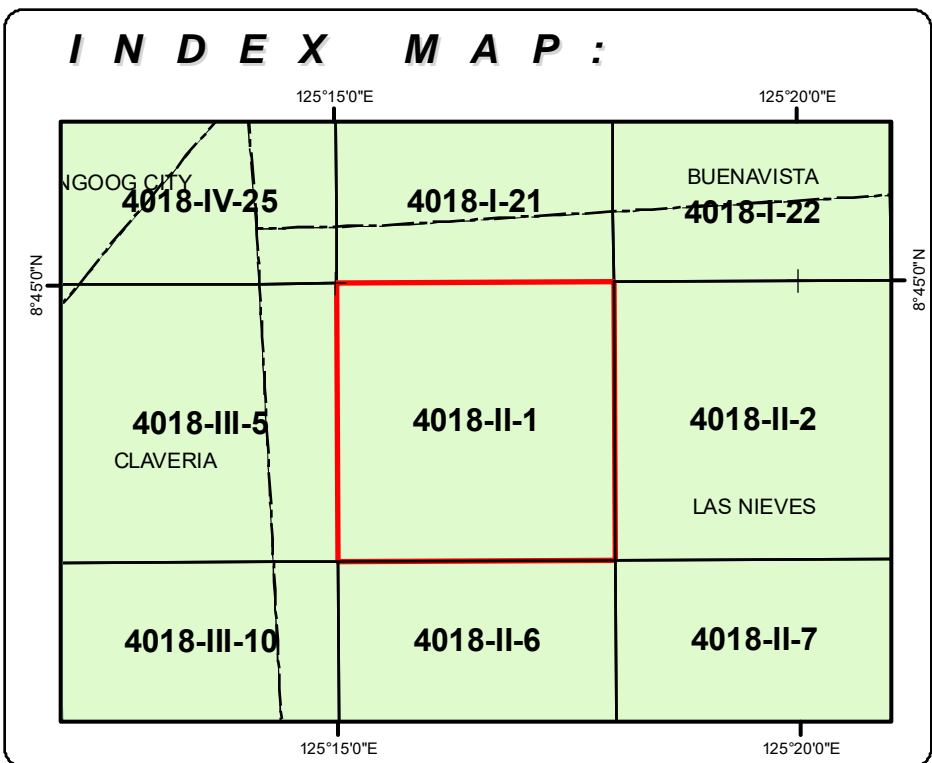 INDEX MAP:
125°15'0"E
125°20'0"E
NGOOG CITY
4018-IV-25
4018-I-21
BUENAVISTA
4018-I-22
8°45'0"N
8°45'0"N
4018-III-5
4018-II-1
4018-II-2
CLAVERIA
LAS NIEVES
4018-III-10
4018-II-6
4018-II-7
125°15'0"E
125°20'0"E